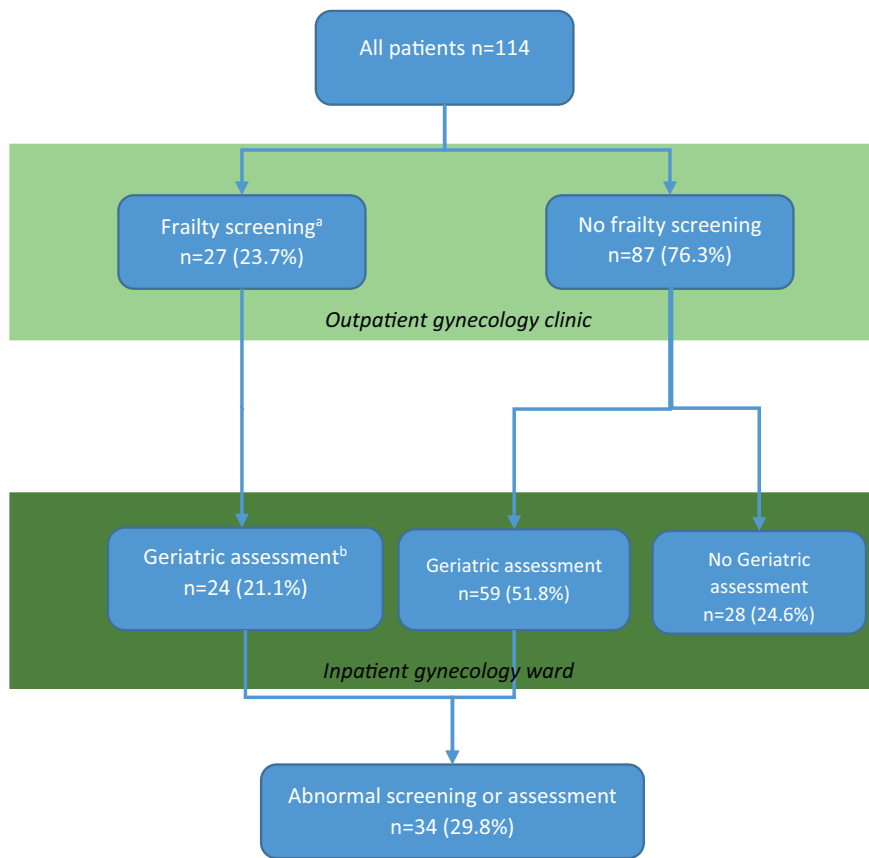 All patients n=114
Frailty screeningᵃ
n=27 (23.7%)
No frailty screening
n=87 (76.3%)
Outpatient gynecology clinic
Geriatric assessmentᵇ
n=24 (21.1%)
Geriatric assessment
n=59 (51.8%)
No Geriatric
assessment
n=28 (24.6%)
Inpatient gynecology ward
Abnormal screening or assessment
n=34 (29.8%)